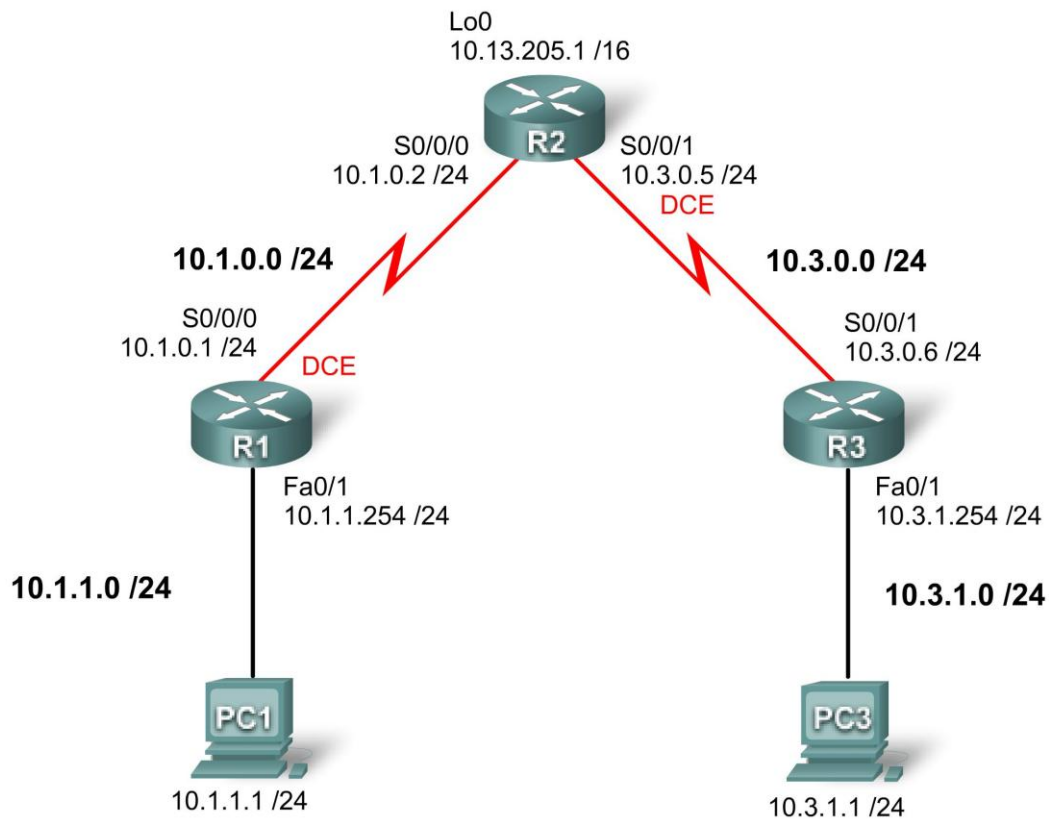 Lo0
10.13.205.1 /16
R2
S0/0/0
10.1.0.2 /24
S0/0/1
10.3.0.5 /24
DCE
10.1.0.0 /24
10.3.0.0 /24
S0/0/0
10.1.0.1 /24
DCE
S0/0/1
10.3.0.6 /24
R1
R3
Fa0/1
10.1.1.254 /24
Fa0/1
10.3.1.254 /24
10.1.1.0 /24
10.3.1.0 /24
PC1
PC3
10.1.1.1 /24
10.3.1.1 /24